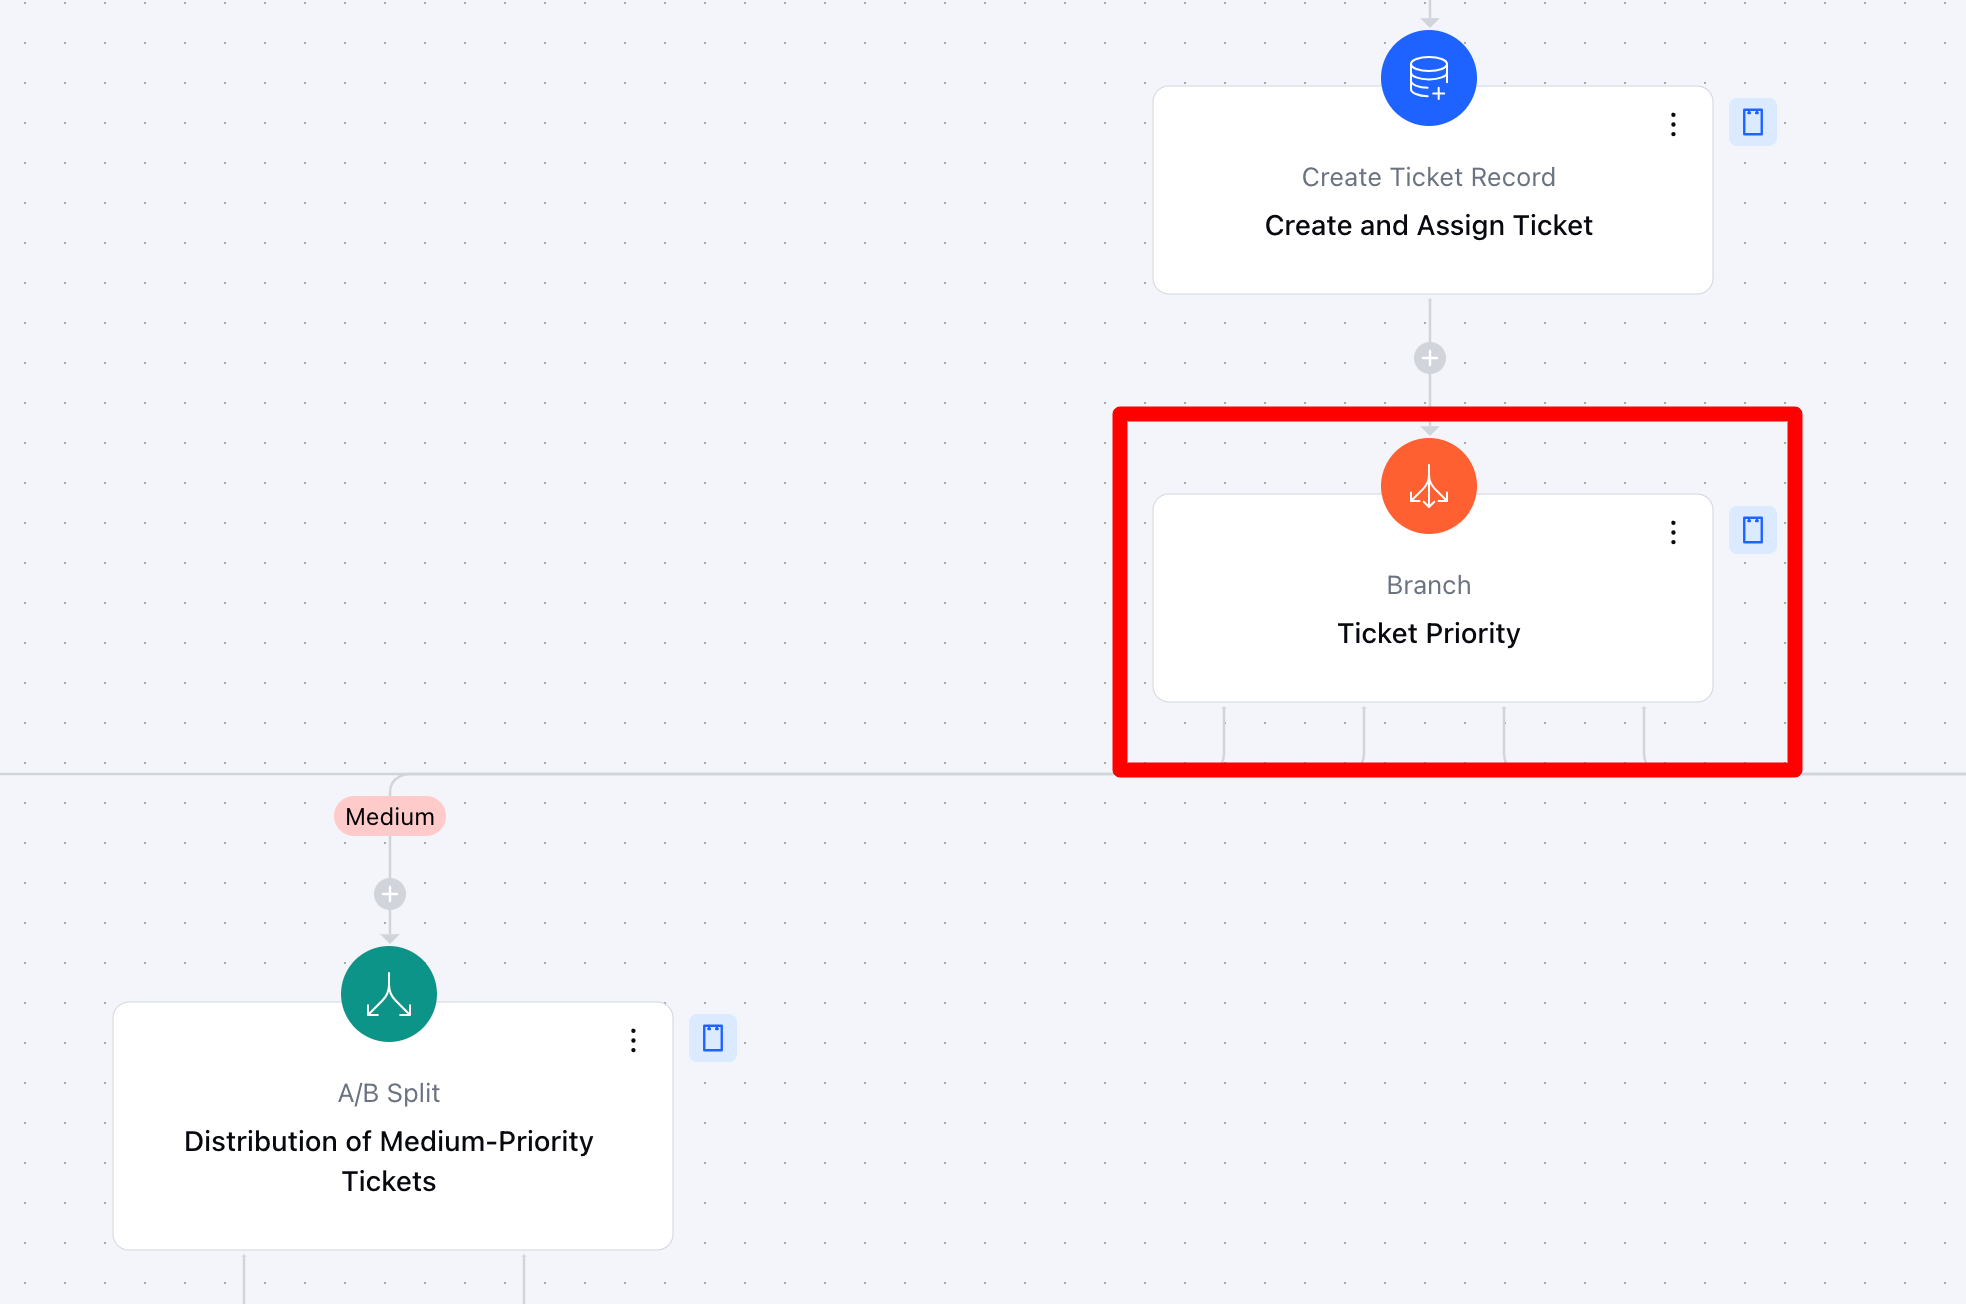 Create Ticket Record
Create and Assign Ticket
Branch
Ticket Priority
Medium
A/B Split
Distribution of Medium-Priority
Tickets